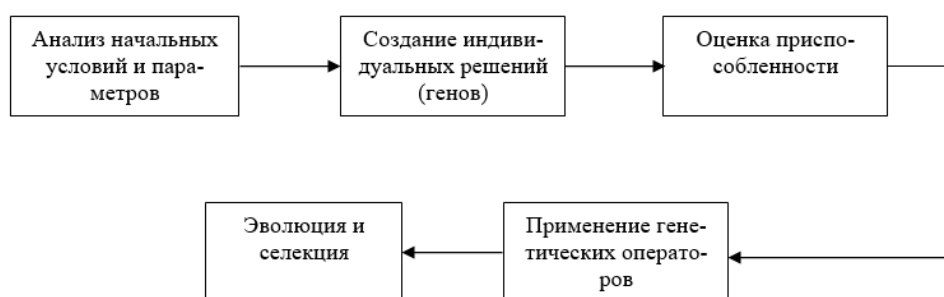 Анализ начальных
условий и пара-
метров
Создание индиви-
дуальных решений
(генов)
Оценка приспо-
собленности
Применение гене-
тических операто-
ров
Эволюция и
селекция